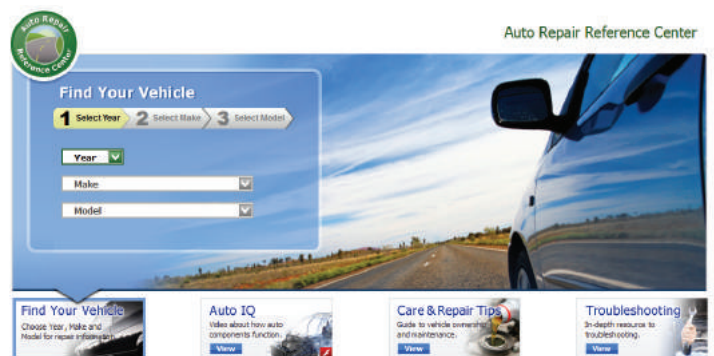 Auto Repair
Reference Center
Auto Repair Reference Center
Find Your Vehicle
1 Select Year 2 Select Make 3 Select Model
Year
Make
Model
Find Your Vehicle
Choose Year, Make and
Model for repair information.
Auto IQ
Video about how auto
components function.
View
Care & Repair Tips
Guide to vehicle ownership
and maintenance.
View
Troubleshooting
In-depth resource to
troubleshooting.
View